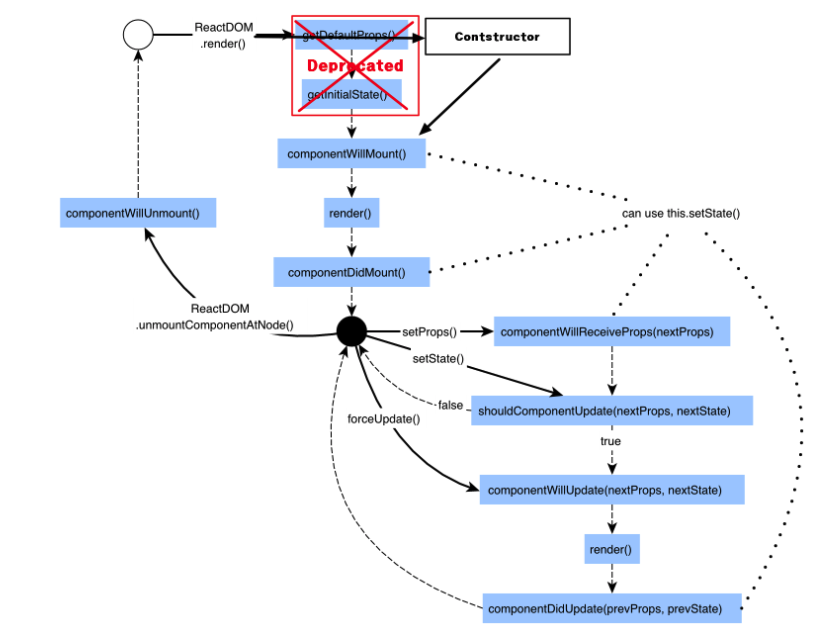 ReactDOM
.render()
getDefaultProps()
Contstructor
Deprecated
getInitialState()
componentWillMount()
componentWillUnmount()
render()
can use this.setState()
componentDidMount()
ReactDOM
.unmountComponentAtNode()
setProps()
componentWillReceiveProps(nextProps)
setState()
false
shouldComponentUpdate(nextProps, nextState)
forceUpdate()
true
componentWillUpdate(nextProps, nextState)
render()
componentDidUpdate(prevProps, prevState)